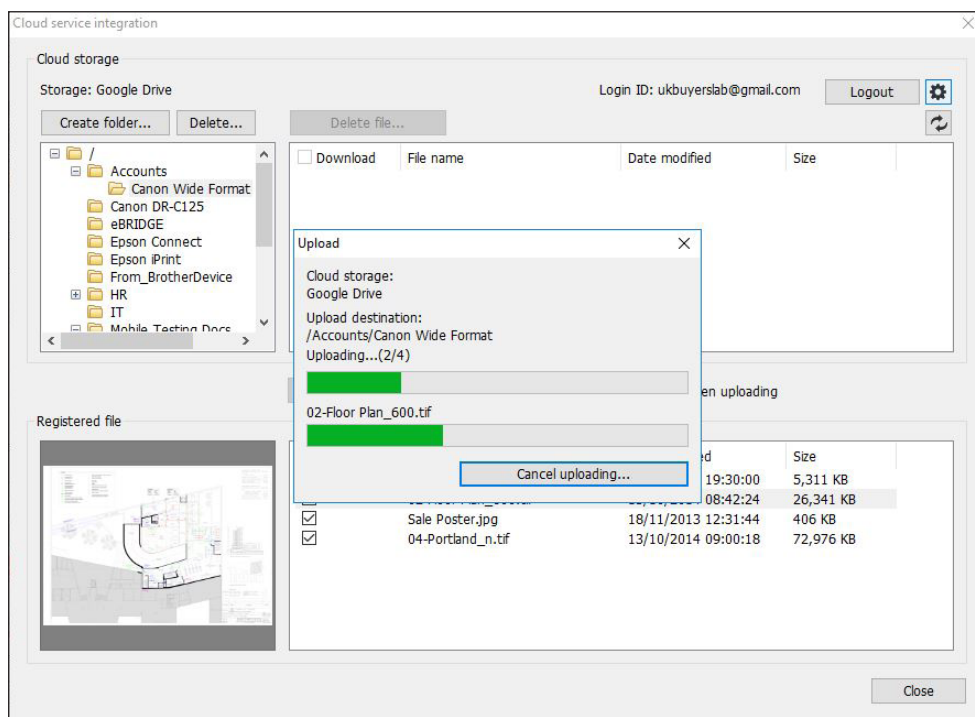 Cloud service integration
Cloud storage
Storage: Google Drive
Login ID: ukbuyerslab@gmail.com
Logout
Create folder...
Delete...
Delete file...
/
Accounts
Canon Wide Format
Canon DR-C125
eBRIDGE
Epson Connect
Epson iPrint
From_BrotherDevice
HR
IT
Mobile Testing Docs
Download File name Date modified Size
Upload
Cloud storage:
Google Drive
Upload destination:
/Accounts/Canon Wide Format
Uploading...(2/4)
02-Floor Plan_600.tif
Cancel uploading...
uploading
Registered file
Size
19:30:00 5,311 KB
08:42:24 26,341 KB
Sale Poster.jpg 18/11/2013 12:31:44 406 KB
04-Portland_n.tif 13/10/2014 09:00:18 72,976 KB
Close